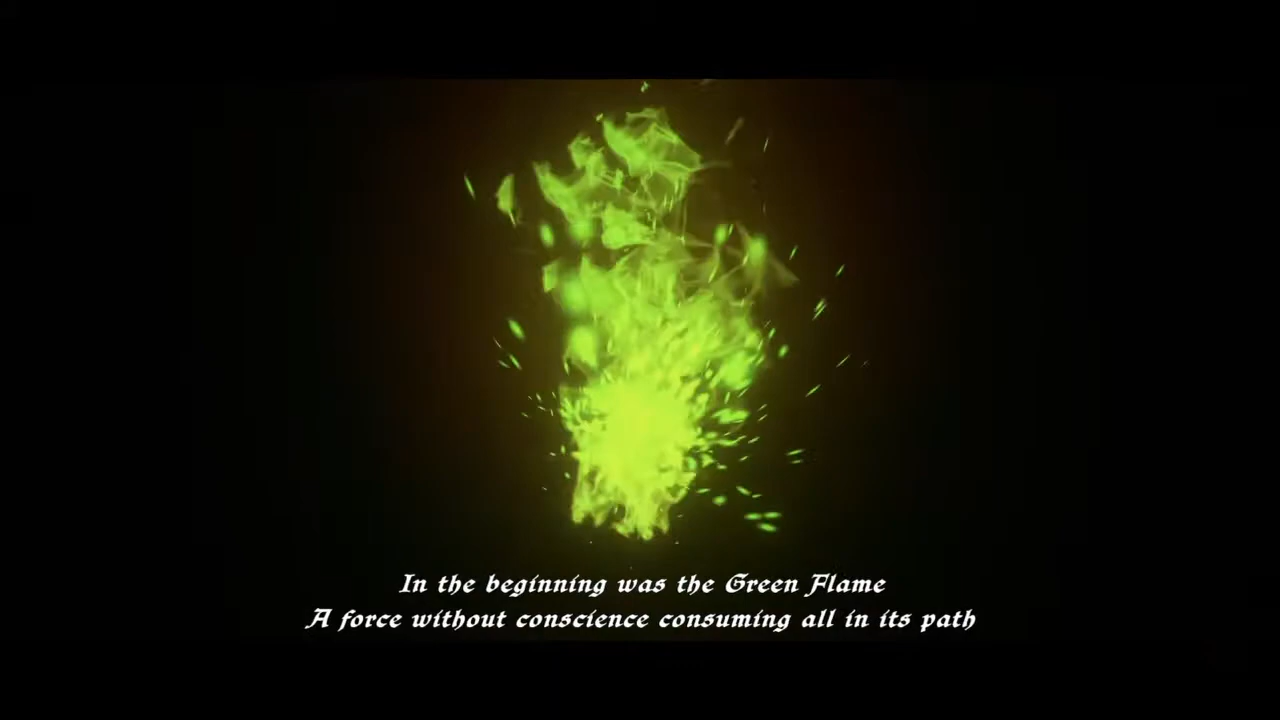 In the beginning was the Green Flame
A force without conscience consuming all in its path